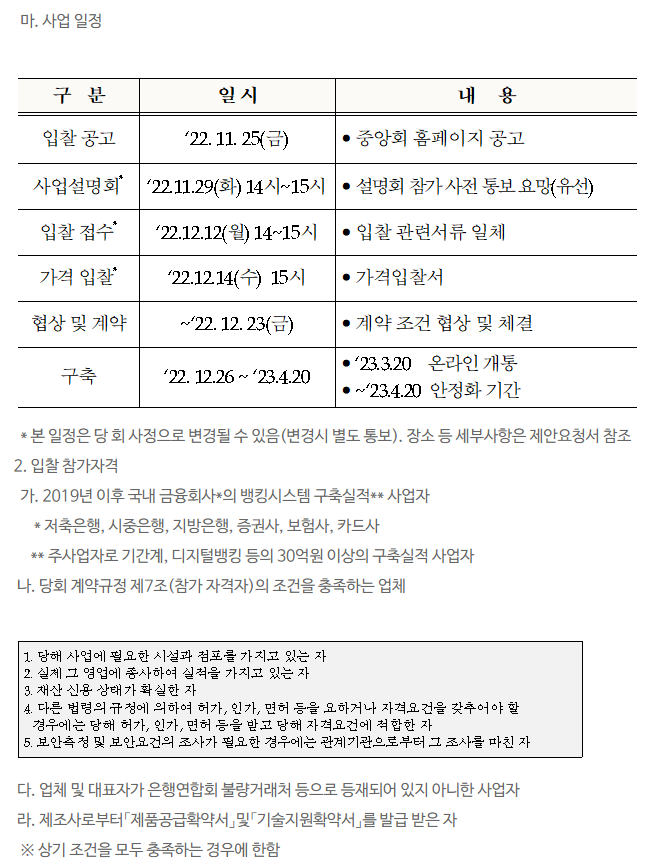 마. 사업 일정
구 분 일 시 내 용
입찰 공고 ‘22. 11. 25(금) • 중앙회 홈페이지 공고
사업설명회* ‘22.11.29(화) 14시~15시 • 설명회 참가 사전 통보 요망(유선)
입찰 접수* ‘22.12.12(월) 14~15시 • 입찰 관련서류 일체
가격 입찰* ‘22.12.14(수) 15시 • 가격입찰서
협상 및 계약 ~‘22. 12. 23(금) • 계약 조건 협상 및 체결
구축 ‘22. 12.26 ~ ‘23.4.20 • ‘23.3.20 온라인 개통
• ~‘23.4.20 안정화 기간
* 본 일정은 당 회 사정으로 변경될 수 있음(변경시 별도 통보). 장소 등 세부사항은 제안요청서 참조
2. 입찰 참가자격
가. 2019년 이후 국내 금융회사*의 뱅킹시스템 구축실적** 사업자
* 저축은행, 시중은행, 지방은행, 증권사, 보험사, 카드사
** 주사업자로 기간계, 디지털뱅킹 등의 30억원 이상의 구축실적 사업자
나. 당회 계약규정 제7조(참가 자격자)의 조건을 충족하는 업체
1. 당해 사업에 필요한 시설과 점포를 가지고 있는 자
2. 실제 그 영업에 종사하여 실적을 가지고 있는 자
3. 재산 신용 상태가 확실한 자
4. 다른 법령의 규정에 의하여 허가, 인가, 면허 등을 요하거나 자격요건을 갖추어야 할
경우에는 당해 허가, 인가, 면허 등을 받고 당해 자격요건에 적합한 자
5. 보안측정 및 보안요건의 조사가 필요한 경우에는 관계기관으로부터 그 조사를 마친 자
다. 업체 및 대표자가 은행연합회 불량거래처 등으로 등재되어 있지 아니한 사업자
라. 제조사로부터「제품공급확약서」및「기술지원확약서」를 발급 받은 자
※ 상기 조건을 모두 충족하는 경우에 한함